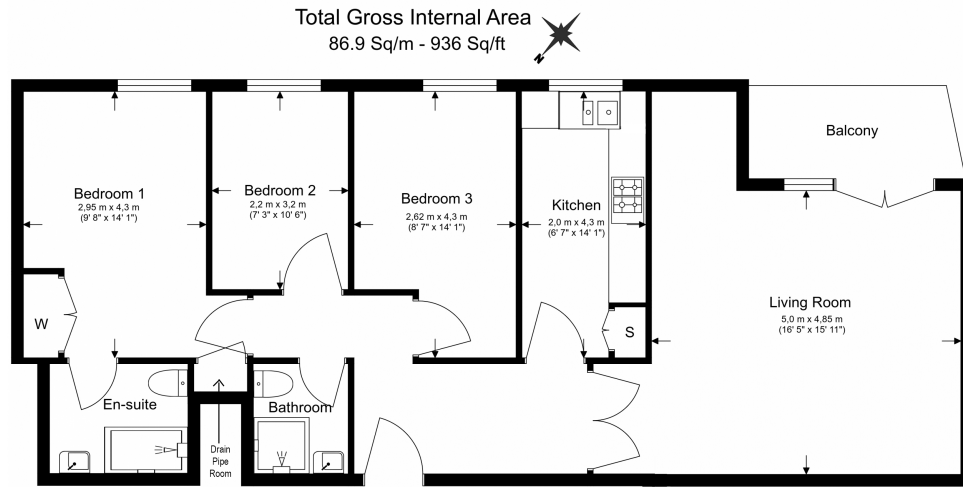 Total Gross Internal Area
86.9 Sq/m - 936 Sq/ft
N
Balcony
Bedroom 1
2,95 m x 4,3 m
(9' 8" x 14' 1")
Bedroom 2
2,2 m x 3,2 m
(7' 3" x 10' 6")
Bedroom 3
2,62 m x 4,3 m
(8' 7" x 14' 1")
Kitchen
2,0 m x 4,3 m
(6' 7" x 14' 1")
Living Room
5,0 m x 4,85 m
(16' 5" x 15' 11")
W
S
En-suite
Bathroom
Drain
Pipe
Room